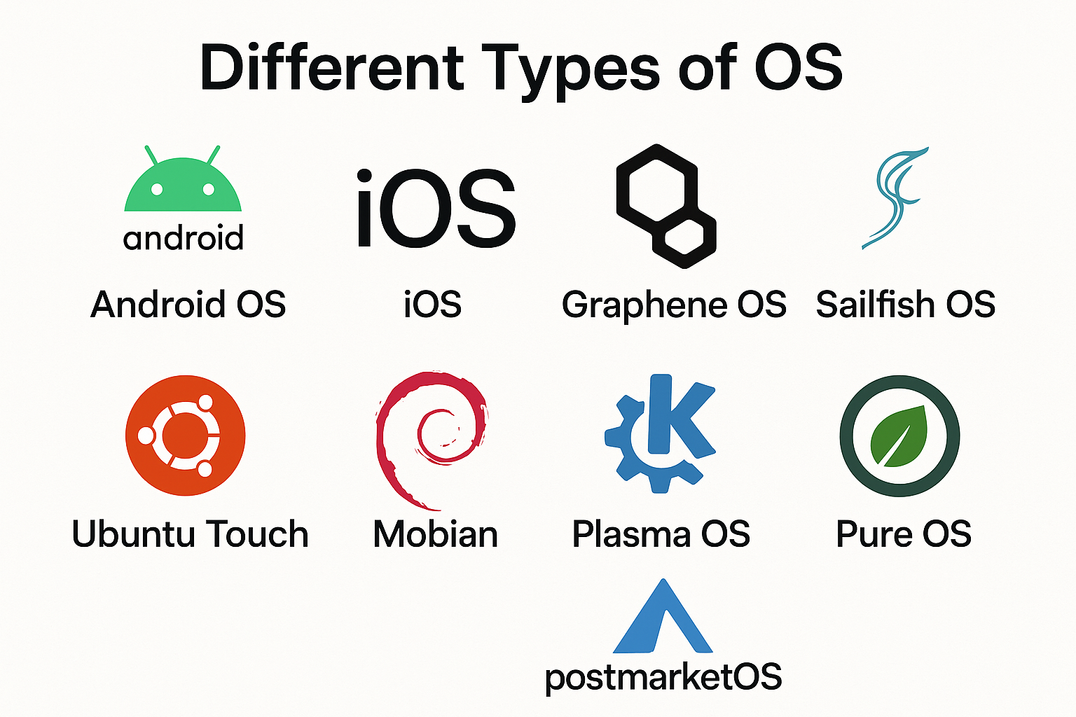 Different Types of OS
android
iOS
Android OS
iOS
Graphene OS
Sailfish OS
K
Ubuntu Touch
Mobian
Plasma OS
Pure OS
postmarketOS